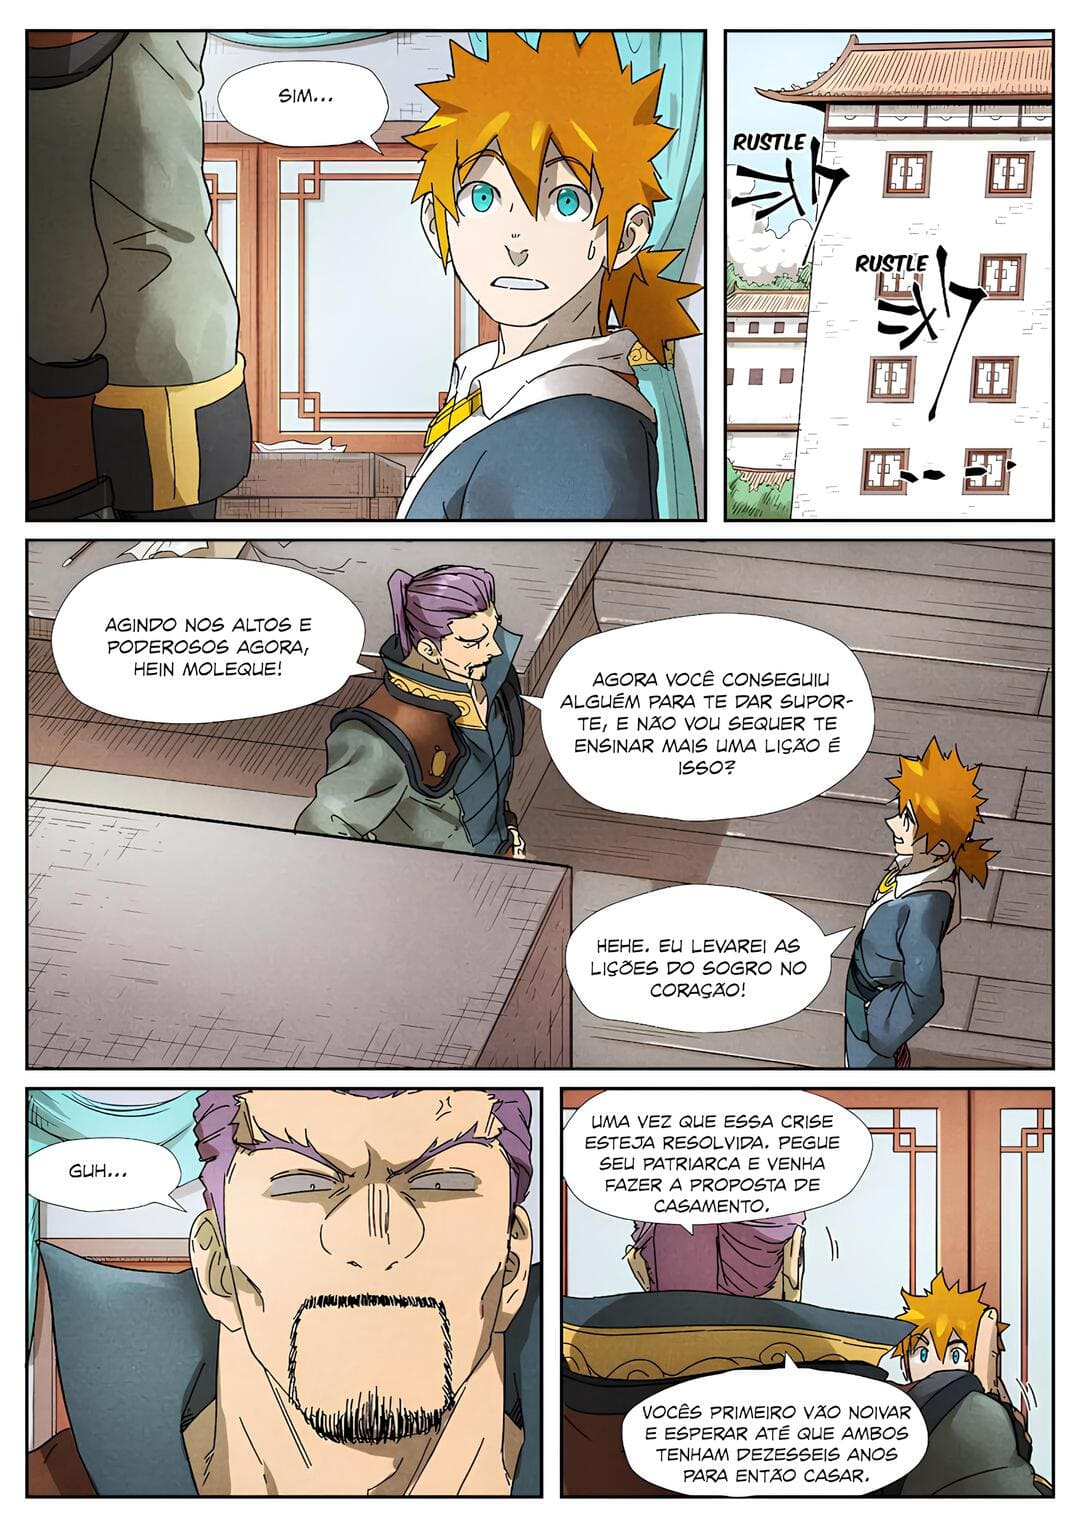 SIM...
RUSTLE
RUSTLE
AGINDO NOS ALTOS E
PODEROSOS AGORA,
HEIN MOLEQUE!
AGORA VOCÊ CONSEGUIU
ALGUÉM PARA TE DAR SUPOR-
TE, E NÃO VOU SEQUER TE
ENSINAR MAIS UMA LIÇÃO É
ISSO?
HEHE. EU LEVAREI AS
LIÇÕES DO SOGRO NO
CORAÇÃO!
GUH...
UMA VEZ QUE ESSA CRISE
ESTEJA RESOLVIDA. PEGUE
SEU PATRIARCA E VENHA
FAZER A PROPOSTA DE
CASAMENTO.
VOCÊS PRIMEIRO VÃO NOIVAR
E ESPERAR ATÉ QUE AMBOS
TENHAM DEZESSEIS ANOS
PARA ENTÃO CASAR.